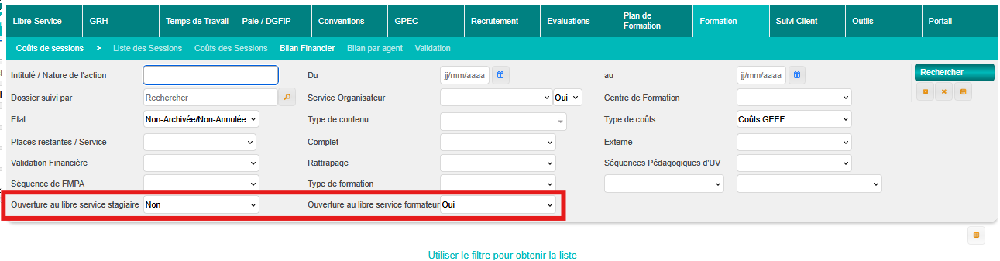 Libre-Service GRH Temps de Travail Paie / DGFIP Conventions GPEC Recrutement Evaluations Plan de Formation Formation Suivi Client Outils Portail
Coûts de sessions > Liste des Sessions Coûts des Sessions Bilan Financier Bilan par agent Validation
Intitulé / Nature de l'action Du jj/mm/aaaa au jj/mm/aaaa Rechercher
Dossier suivi par Rechercher Service Organisateur Oui Centre de Formation
Etat Non-Archivée/Non-Annulée Type de contenu Type de coûts Coûts GEEF
Places restantes / Service Complet Externe
Validation Financière Rattrapage Séquences Pédagogiques d'UV
Séquence de FMPA Type de formation
Ouverture au libre service stagiaire Non Ouverture au libre service formateur Oui
Utiliser le filtre pour obtenir la liste